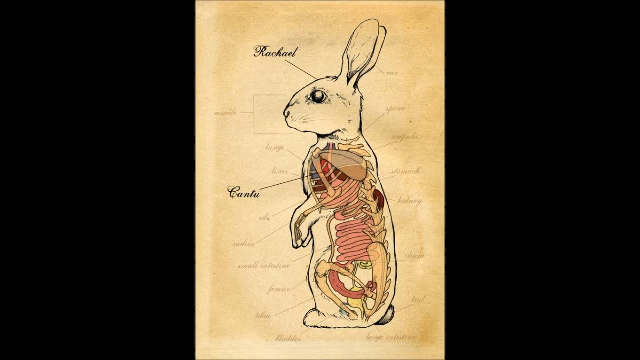 Rachael
ear
spine
muscle
scapula
lungs
liver
stomach
Cantu
kidney
radius
small intestine
ilium
femur
tail
tibia
bladder
large intestine